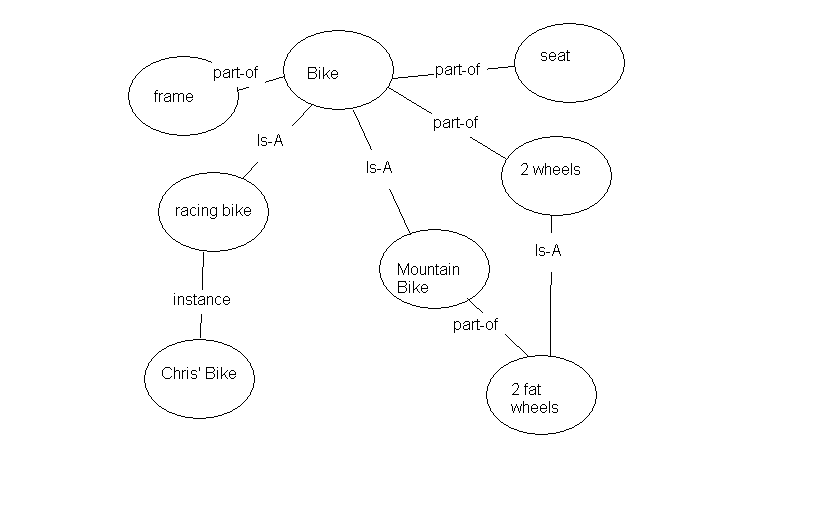 seat
part-of
Bike
part-of
frame
part-of
Is-A
Is-A
2 wheels
racing bike
Is-A
Mountain
Bike
instance
part-of
Chris' Bike
2 fat
wheels